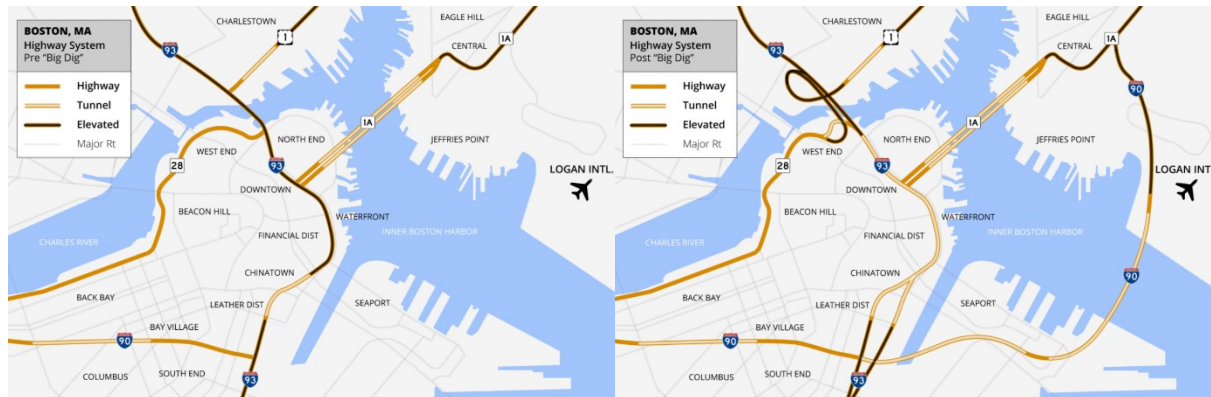 BOSTON, MA
Highway System
Pre “Big Dig”
Highway
Tunnel
Elevated
Major Rt
CHARLESTOWN
EAGLE HILL
CENTRAL
1
1A
93
1A
NORTH END
JEFFRIES POINT
WEST END
28
93
LOGAN INTL.
DOWNTOWN
BEACON HILL
WATERFRONT
FINANCIAL DIST
INNER BOSTON HARBOR
CHARLES RIVER
CHINATOWN
BACK BAY
LEATHER DIST
SEAPORT
BAY VILLAGE
90
COLUMBUS
SOUTH END
93
BOSTON, MA
Highway System
Post “Big Dig”
Highway
Tunnel
Elevated
Major Rt
CHARLESTOWN
EAGLE HILL
CENTRAL
1
1A
93
90
1A
NORTH END
JEFFRIES POINT
WEST END
28
93
LOGAN INT
DOWNTOWN
BEACON HILL
WATERFRONT
FINANCIAL DIST
INNER BOSTON HARBOR
CHARLES RIVER
CHINATOWN
90
BACK BAY
LEATHER DIST
SEAPORT
BAY VILLAGE
90
COLUMBUS
SOUTH END
93